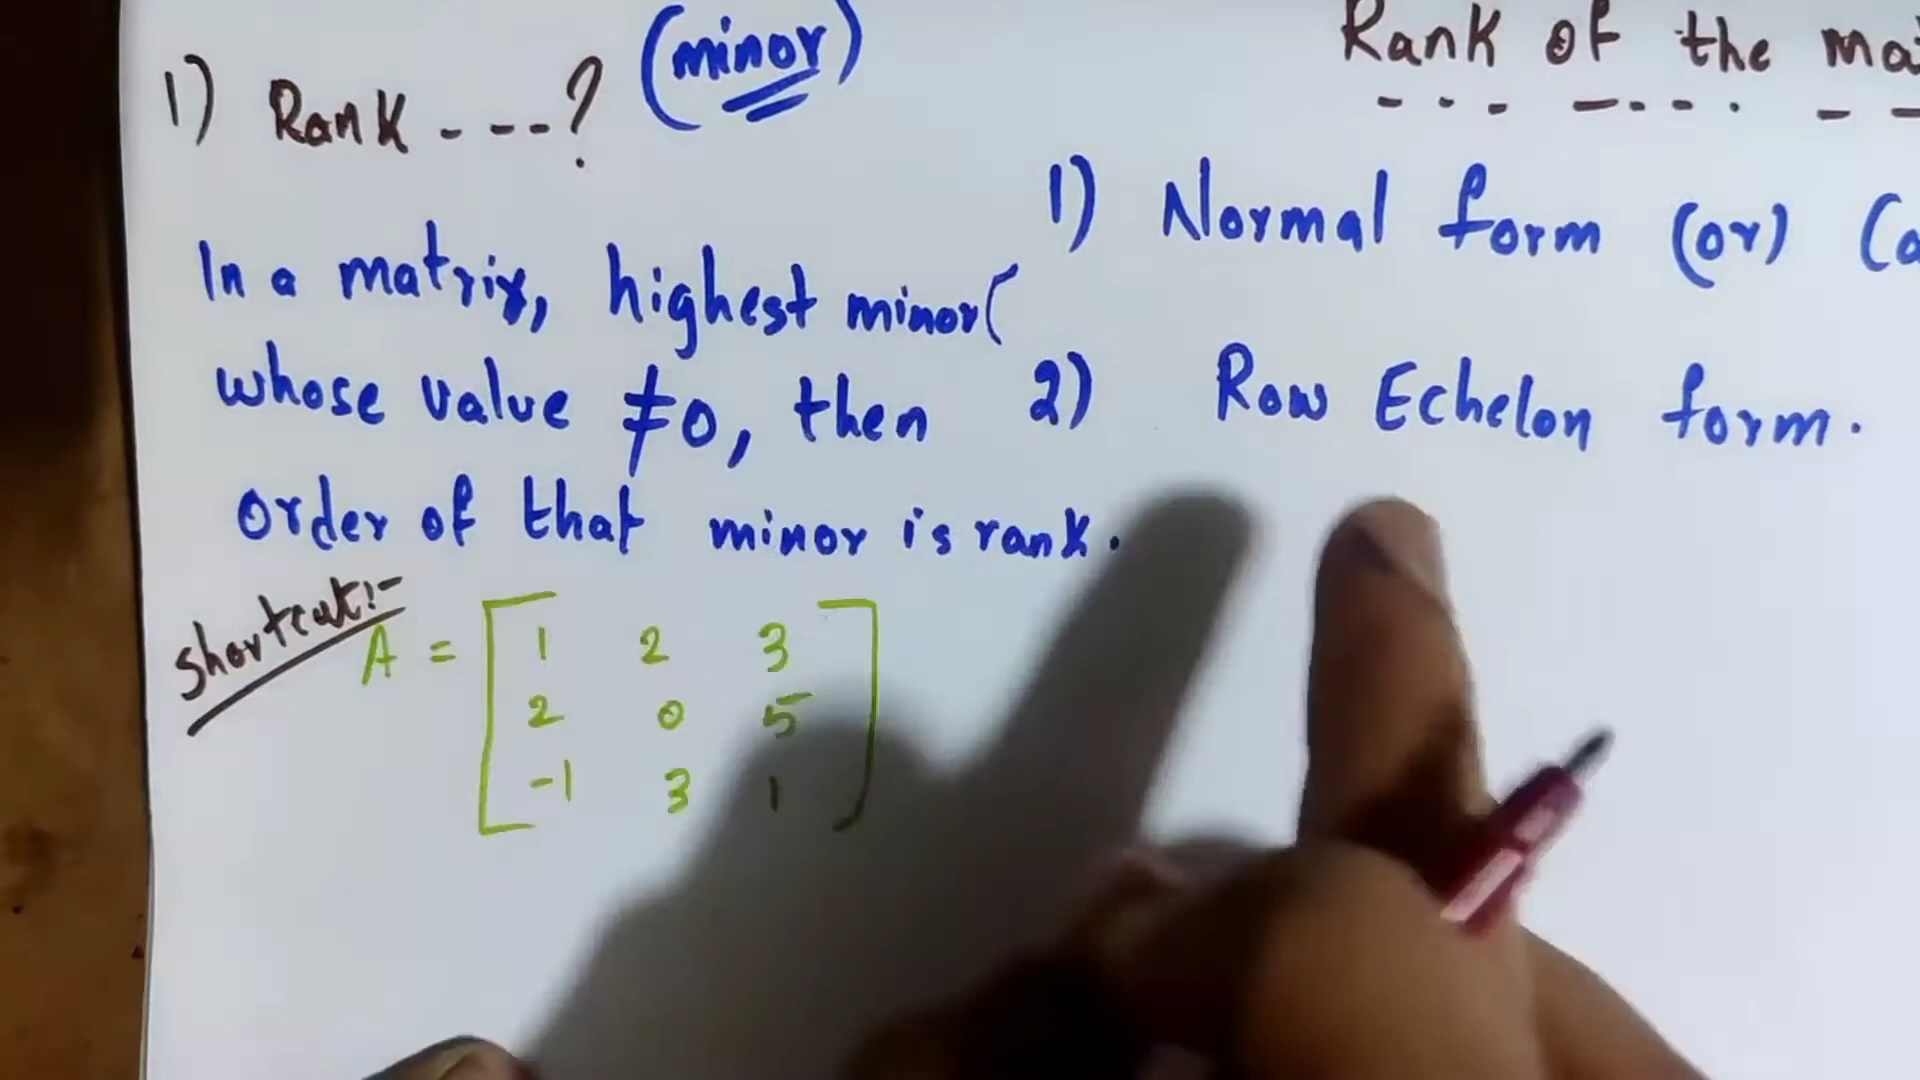 1) Rank - - - ? (minor)
In a matrix, highest minor(
whose value ≠0, then
order of that minor is rank.
Shortcut:-
A = [ 1 2 3
2 0 5
-1 3 1 ]
Rank of the
1) Normal form (or)
2) Row Echelon form.